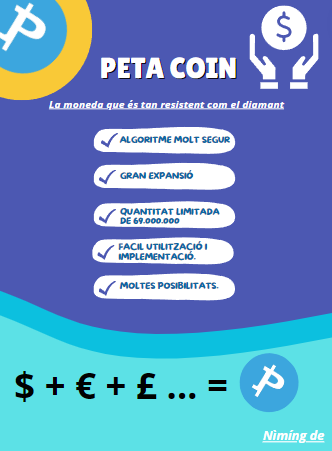 PETA COIN
La moneda que és tan resistent com el diamant
ALGORITME MOLT SEGUR
GRAN EXPANSIÓ
QUANTITAT LIMITADA
DE 69.000.000
FACIL UTILITZACIÓ I
IMPLEMENTACIÓ.
MOLTES POSIBILITATS.
$ + € + £ ... =
Niming de